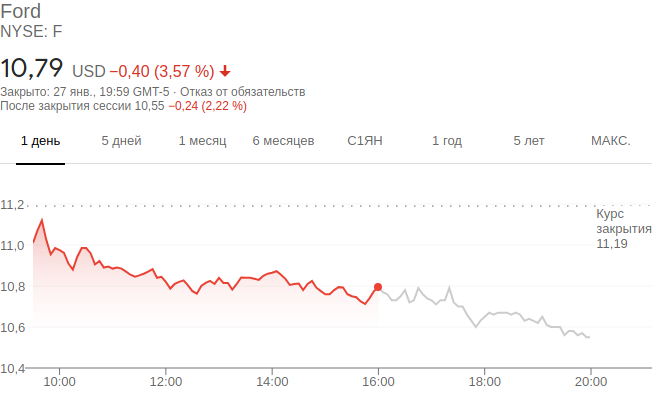 Ford
NYSE: F
10,79 USD −0,40 (3,57 %)
Закрыто: 27 янв., 19:59 GMT-5 · Отказ от обязательств
После закрытия сессии 10,55 −0,24 (2,22 %)
1 день 5 дней 1 месяц 6 месяцев С1ЯН 1 год 5 лет МАКС.
11,2
Курс
закрытия
11,19
11,0
10,8
10,6
10,4
10:00 12:00 14:00 16:00 18:00 20:00